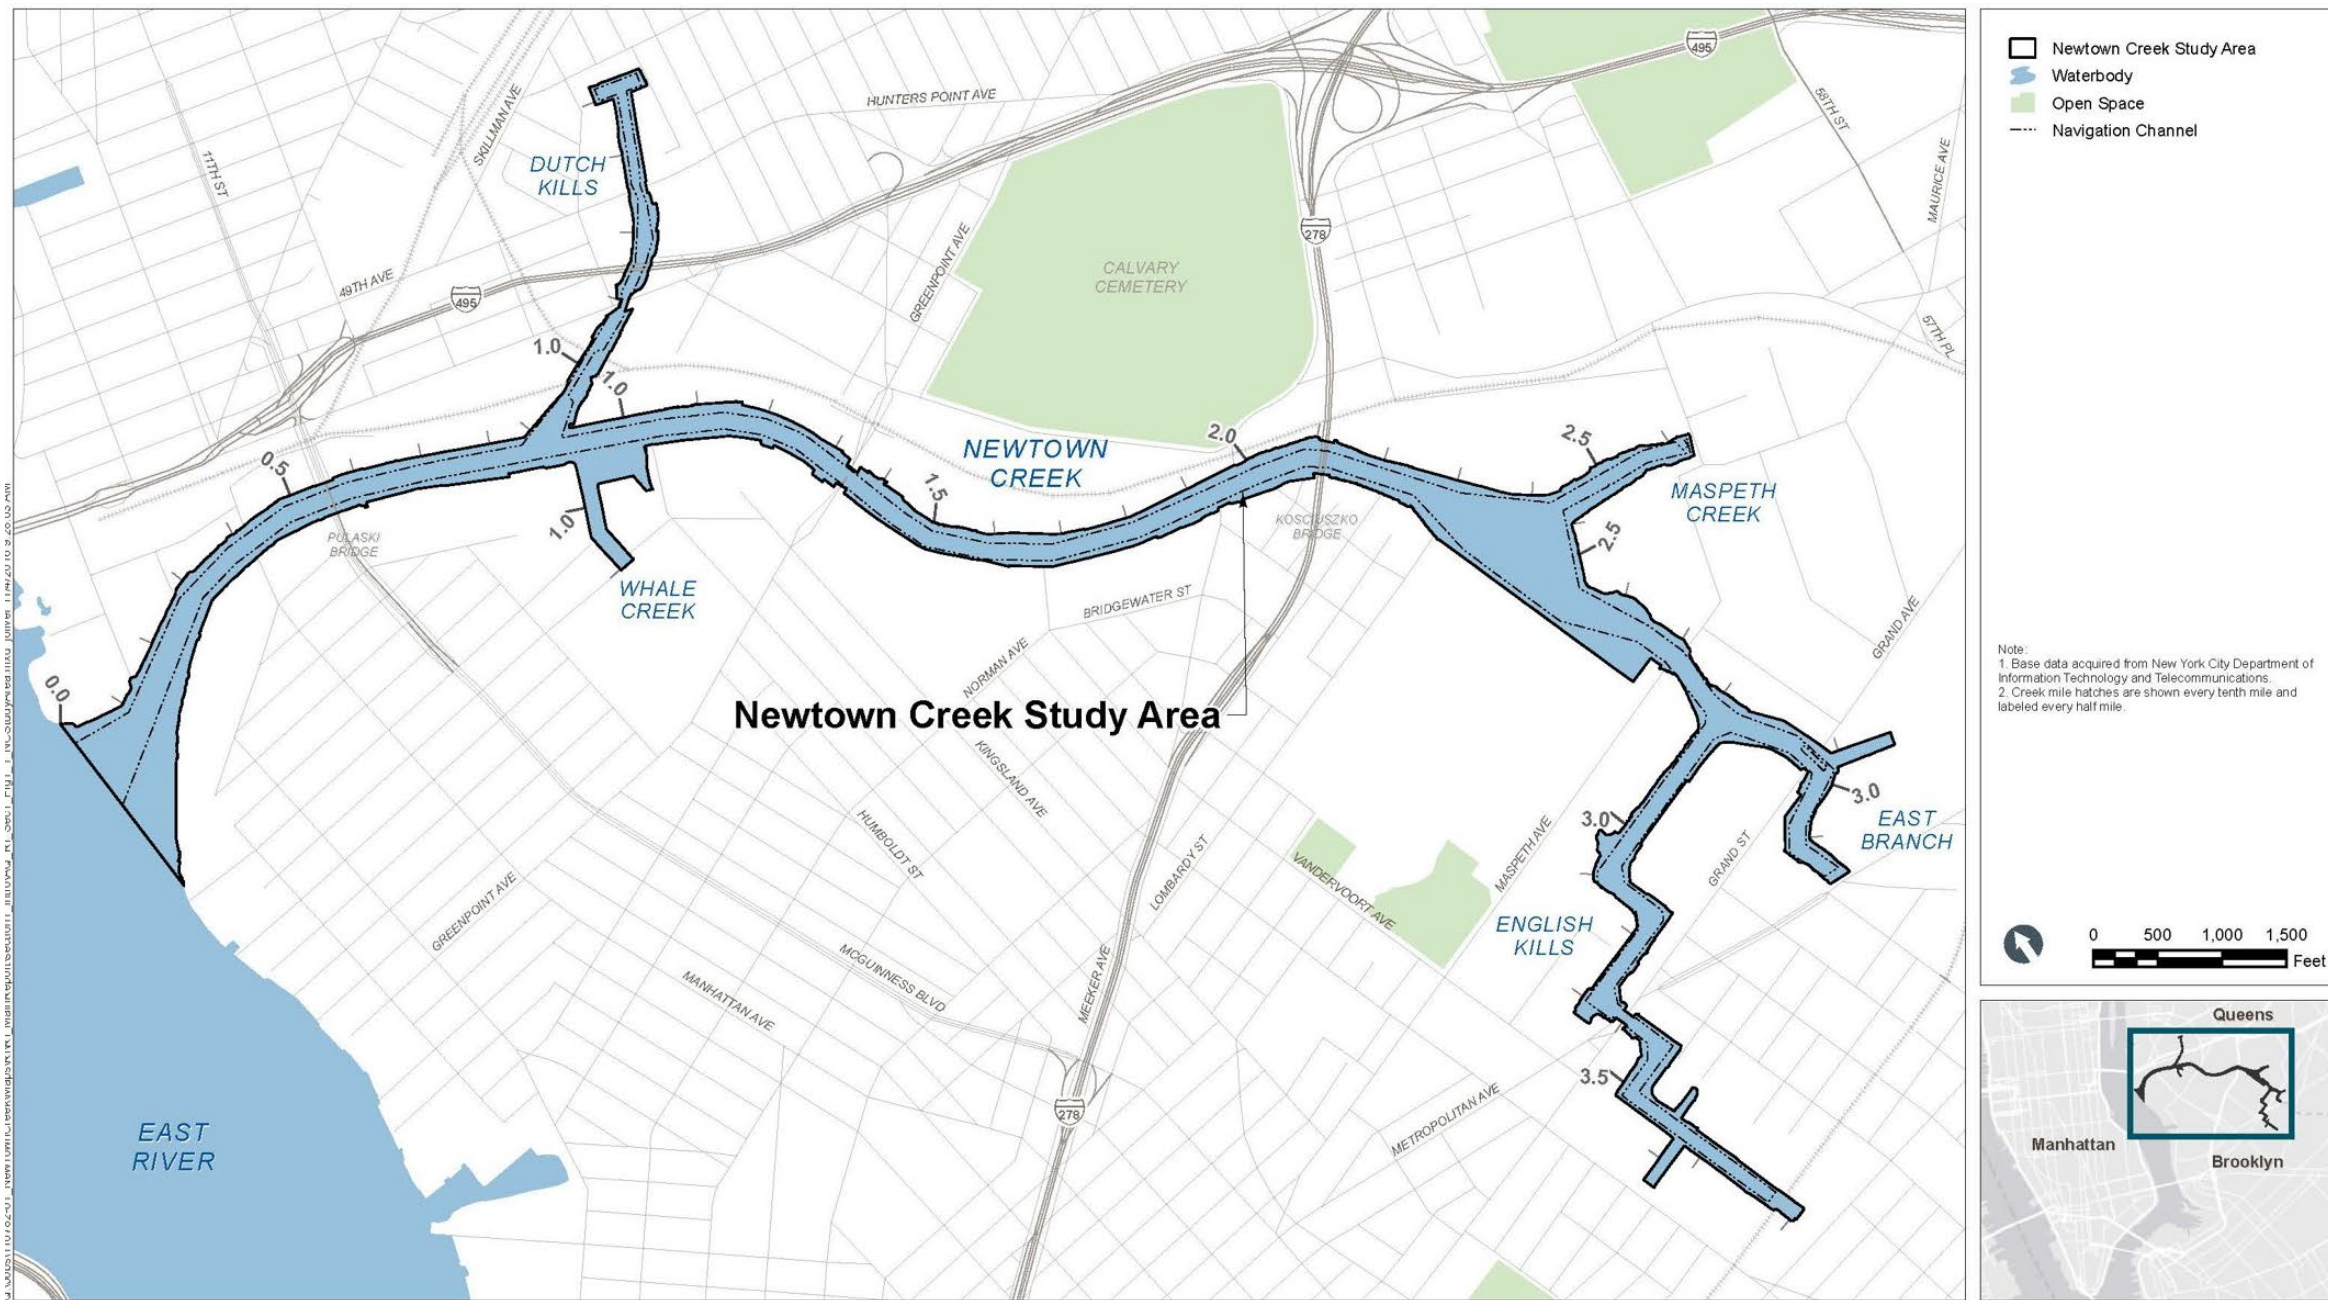 495
HUNTERS POINT AVE
58TH ST
SKILLMAN AVE
11TH ST
DUTCH
KILLS
MAURICE AVE
278
GREENPOINT AVE
CALVARY
CEMETERY
49TH AVE
495
57TH PL
1.0
1.0
NEWTOWN
CREEK
2.0
2.5
0.5
1.5
MASPETH
CREEK
1.0
PULASKI
BRIDGE
KOSCIUSZKO
BRIDGE
2.5
WHALE
CREEK
BRIDGEWATER ST
GRAND AVE
NORMAN AVE
0.0
Newtown Creek Study Area
KINGSLAND AVE
3.0
3.0
EAST
BRANCH
HUMBOLDT ST
MASPETH AVE
GRAND ST
LOMBARDY ST
VANDERVOORT AVE
GREENPOINT AVE
ENGLISH
KILLS
MCGUINNESS BLVD
MANHATTAN AVE
MEEKER AVE
3.5
278
METROPOLITAN AVE
EAST
RIVER
Newtown Creek Study Area
Waterbody
Open Space
Navigation Channel
Note:
1. Base data acquired from New York City Department of
Information Technology and Telecommunications.
2. Creek mile hatches are shown every tenth mile and
labeled every half mile.
0 500 1,000 1,500
Feet
Queens
Manhattan
Brooklyn